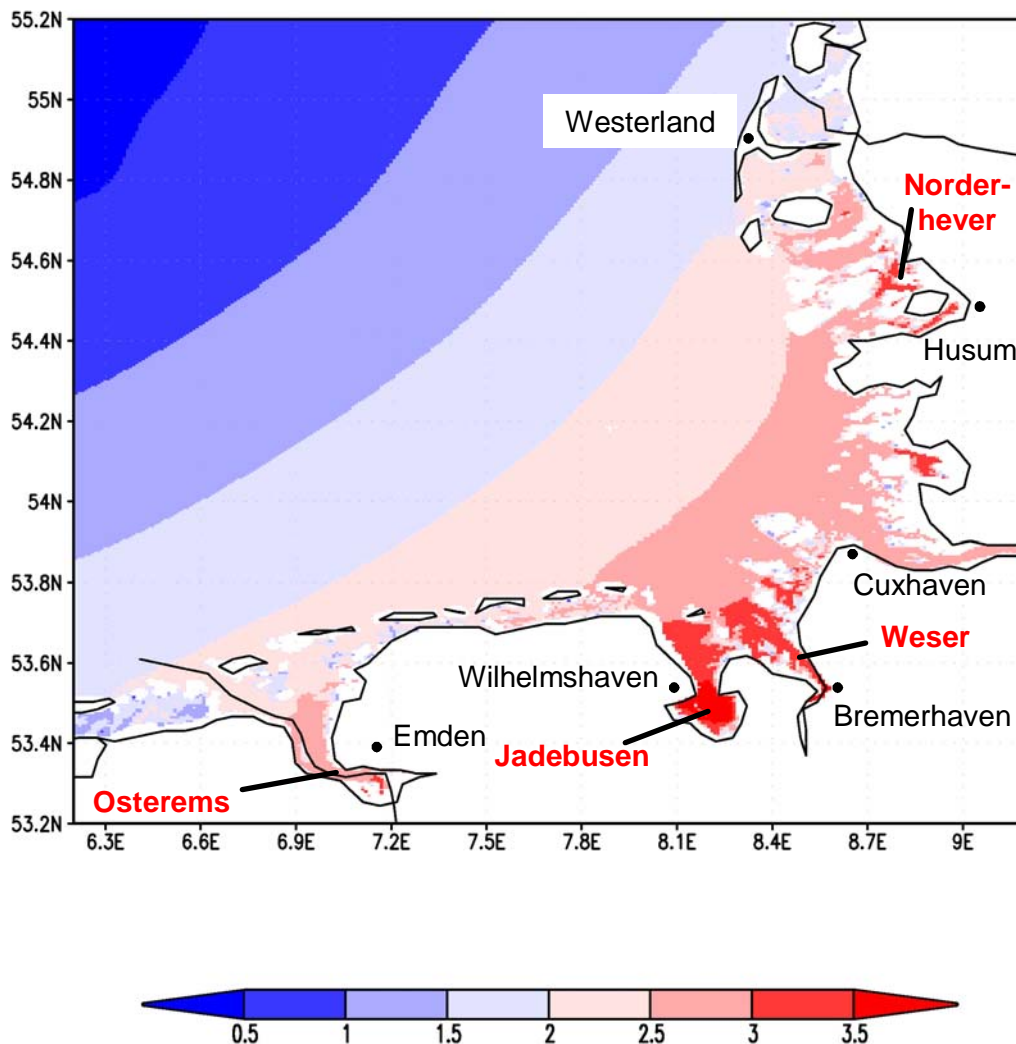 55.2N
55N
54.8N
54.6N
54.4N
54.2N
54N
53.8N
53.6N
53.4N
53.2N
Westerland
Norder-
hever
Husum
Cuxhaven
Weser
Wilhelmshaven
Bremerhaven
Emden
Jadebusen
Osterems
6.3E 6.6E 6.9E 7.2E 7.5E 7.8E 8.1E 8.4E 8.7E 9E
0.5 1 1.5 2 2.5 3 3.5